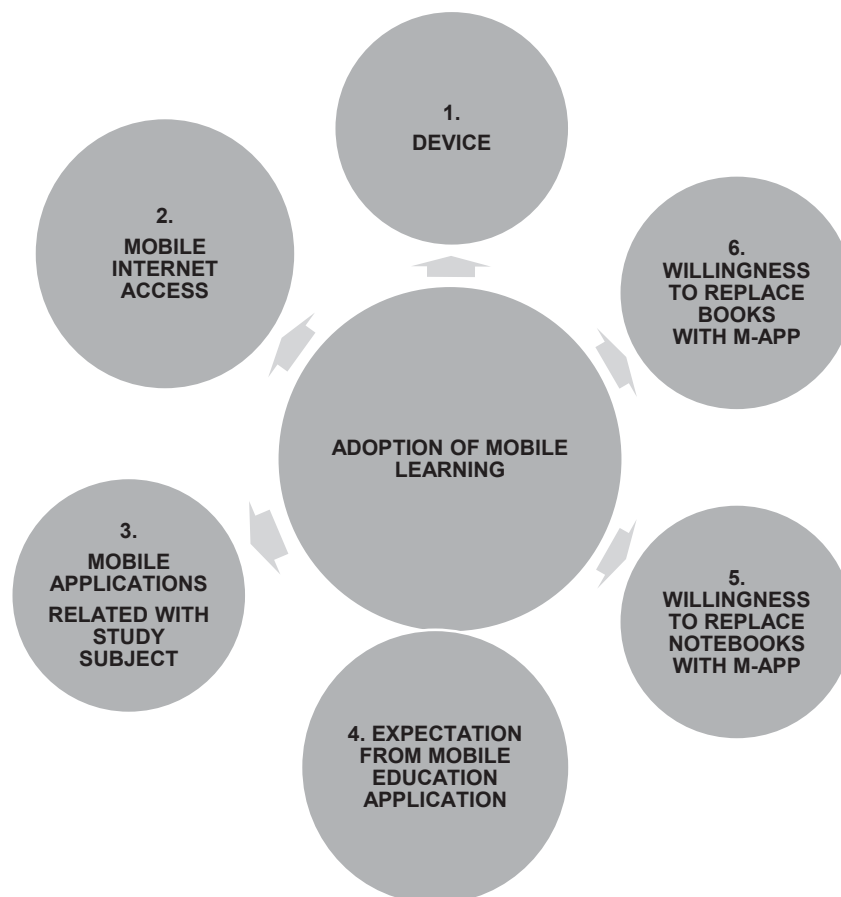 1.
DEVICE
2.
MOBILE
INTERNET
ACCESS
6.
WILLINGNESS
TO REPLACE
BOOKS
WITH M-APP
ADOPTION OF MOBILE
LEARNING
3.
MOBILE
APPLICATIONS
RELATED WITH
STUDY
SUBJECT
5.
WILLINGNESS
TO REPLACE
NOTEBOOKS
WITH M-APP
4. EXPECTATION
FROM MOBILE
EDUCATION
APPLICATION